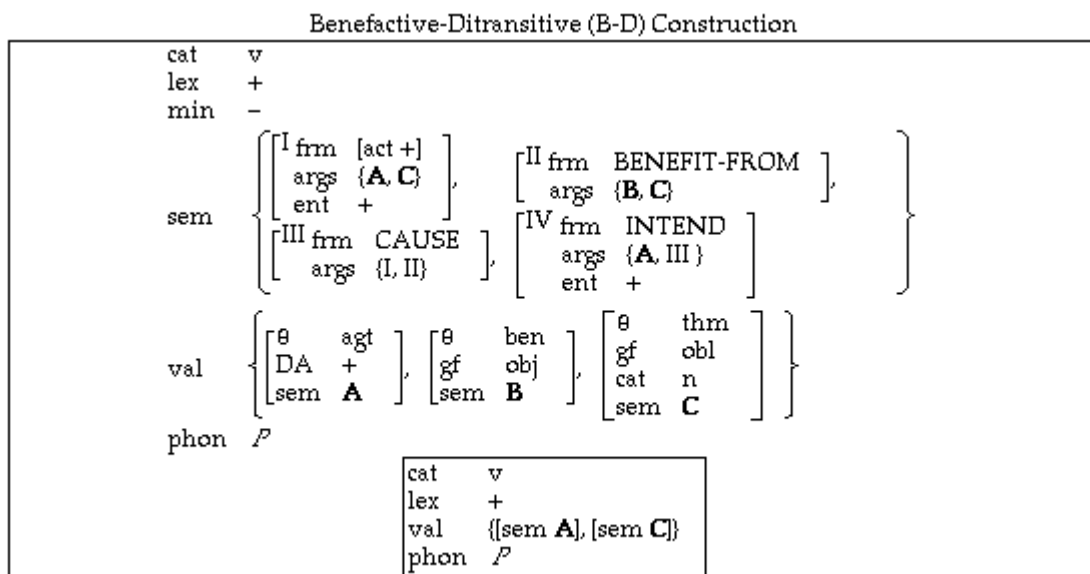 Benefactive-Ditransitive (B-D) Construction
cat v
lex +
min –
I frm [act +] II frm BENEFIT-FROM
args {A, C} , args {B, C} ,
ent +
sem
III frm CAUSE IV frm INTEND
args {I, II} , args {A, III }
ent +
θ agt θ ben θ thm
DA + gf obj gf obl
val , , cat n
sem A sem B sem C
phon P
cat v
lex +
val {[sem A], [sem C]}
phon P